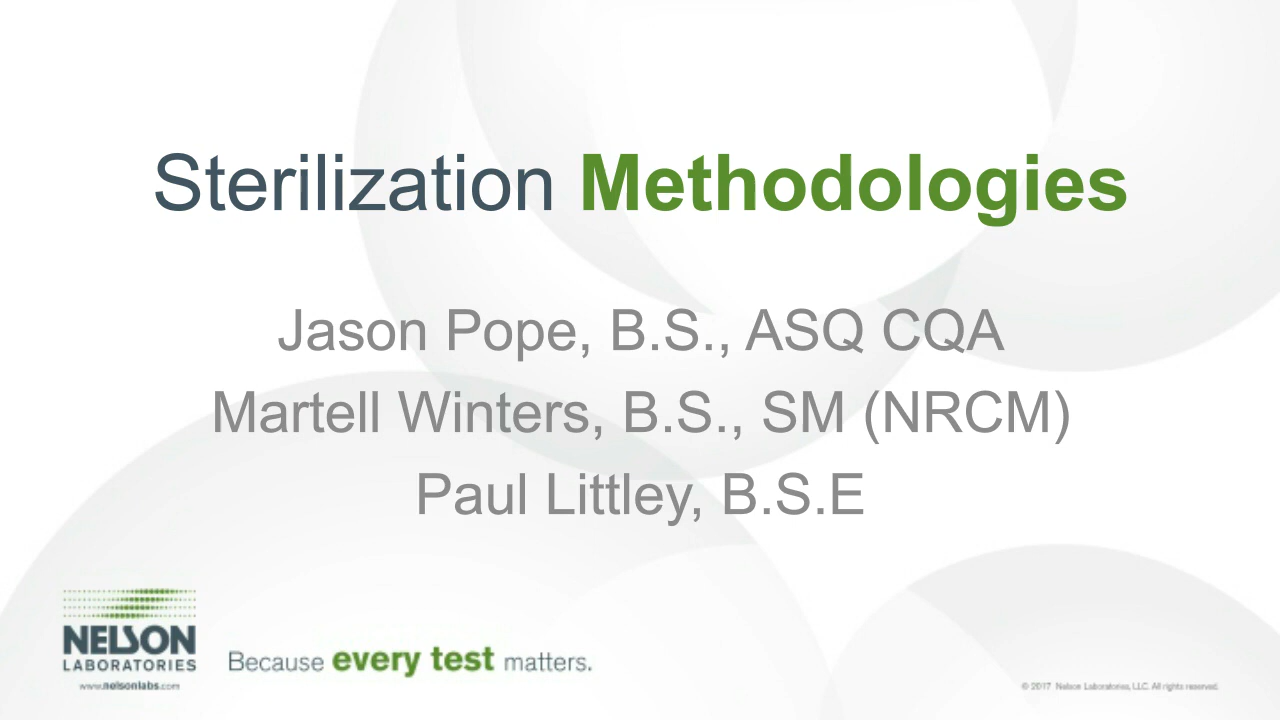 Sterilization Methodologies
Jason Pope, B.S., ASQ CQA
Martell Winters, B.S., SM (NRCM)
Paul Littley, B.S.E
NELSON
LABORATORIES
www.nelsonlabs.com
Because every test matters.
© 2017 Nelson Laboratories, LLC. All rights reserved.